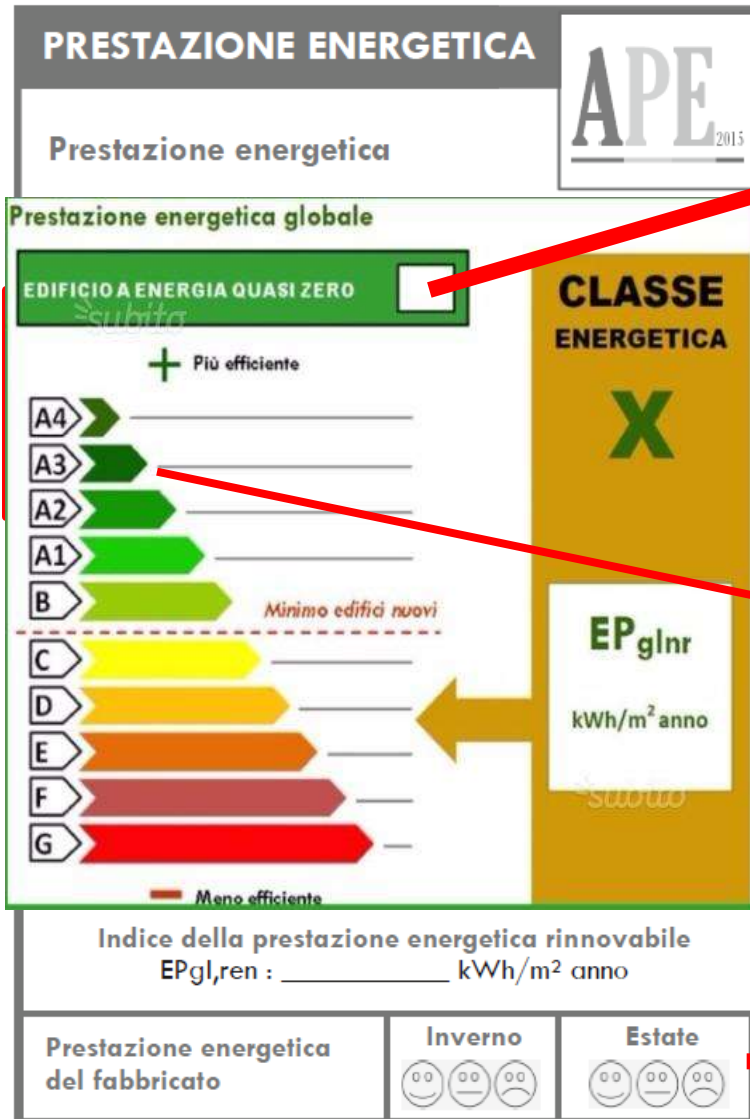 PRESTAZIONE ENERGETICA
APE 2015
Prestazione energetica
Prestazione energetica globale
EDIFICIO A ENERGIA QUASI ZERO
subito
+ Più efficiente
A4
A3
A2
A1
B
Minimo edifici nuovi
C
D
E
F
G
Meno efficiente
CLASSE
ENERGETICA
X
EPglnr
kWh/m² anno
subito
Indice della prestazione energetica rinnovabile
EPgl,ren : ____________ kWh/m² anno
Prestazione energetica
del fabbricato
Inverno
Estate